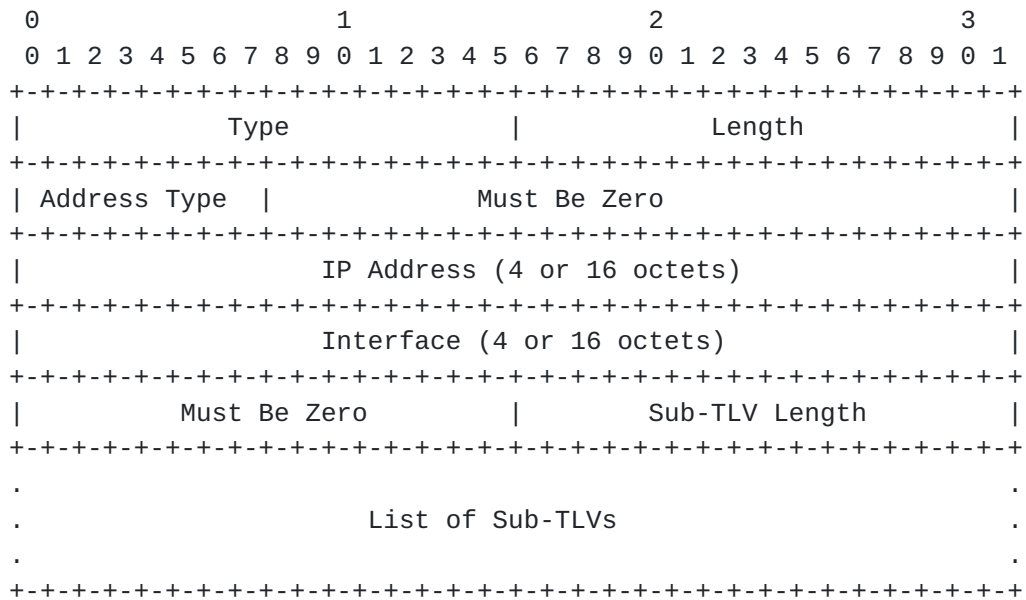 0                   1                   2                   3
 0 1 2 3 4 5 6 7 8 9 0 1 2 3 4 5 6 7 8 9 0 1 2 3 4 5 6 7 8 9 0 1
+-+-+-+-+-+-+-+-+-+-+-+-+-+-+-+-+-+-+-+-+-+-+-+-+-+-+-+-+-+-+-+-+
|             Type              |            Length             |
+-+-+-+-+-+-+-+-+-+-+-+-+-+-+-+-+-+-+-+-+-+-+-+-+-+-+-+-+-+-+-+-+
| Address Type  |             Must Be Zero                      |
+-+-+-+-+-+-+-+-+-+-+-+-+-+-+-+-+-+-+-+-+-+-+-+-+-+-+-+-+-+-+-+-+
|                   IP Address (4 or 16 octets)                 |
+-+-+-+-+-+-+-+-+-+-+-+-+-+-+-+-+-+-+-+-+-+-+-+-+-+-+-+-+-+-+-+-+
|                   Interface (4 or 16 octets)                  |
+-+-+-+-+-+-+-+-+-+-+-+-+-+-+-+-+-+-+-+-+-+-+-+-+-+-+-+-+-+-+-+-+
|          Must Be Zero         |        Sub-TLV Length         |
+-+-+-+-+-+-+-+-+-+-+-+-+-+-+-+-+-+-+-+-+-+-+-+-+-+-+-+-+-+-+-+-+
.                                                               .
.                      List of Sub-TLVs                         .
.                                                               .
+-+-+-+-+-+-+-+-+-+-+-+-+-+-+-+-+-+-+-+-+-+-+-+-+-+-+-+-+-+-+-+-+